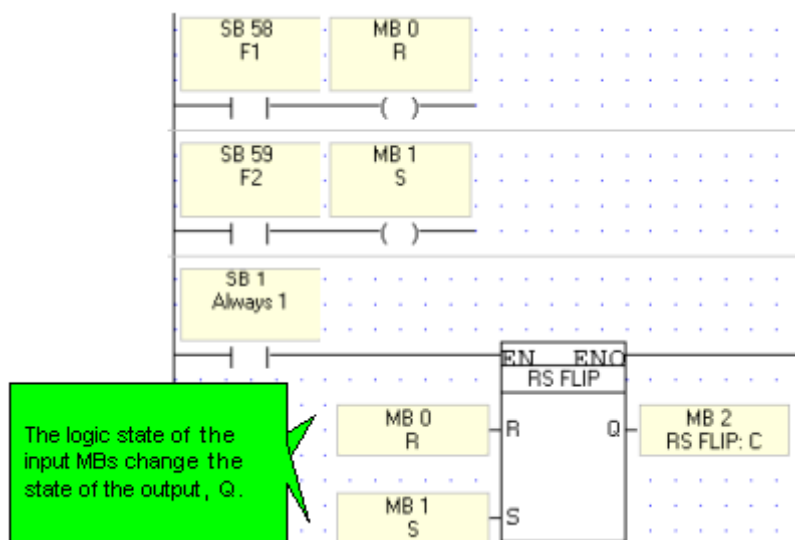 SB 58
F1
MB 0
R
SB 59
F2
MB 1
S
SB 1
Always 1
EN ENO
RS FLIP
MB 0
R
R
Q
MB 2
RS FLIP: C
The logic state of the
input MBs change the
state of the output, Q.
MB 1
S
S